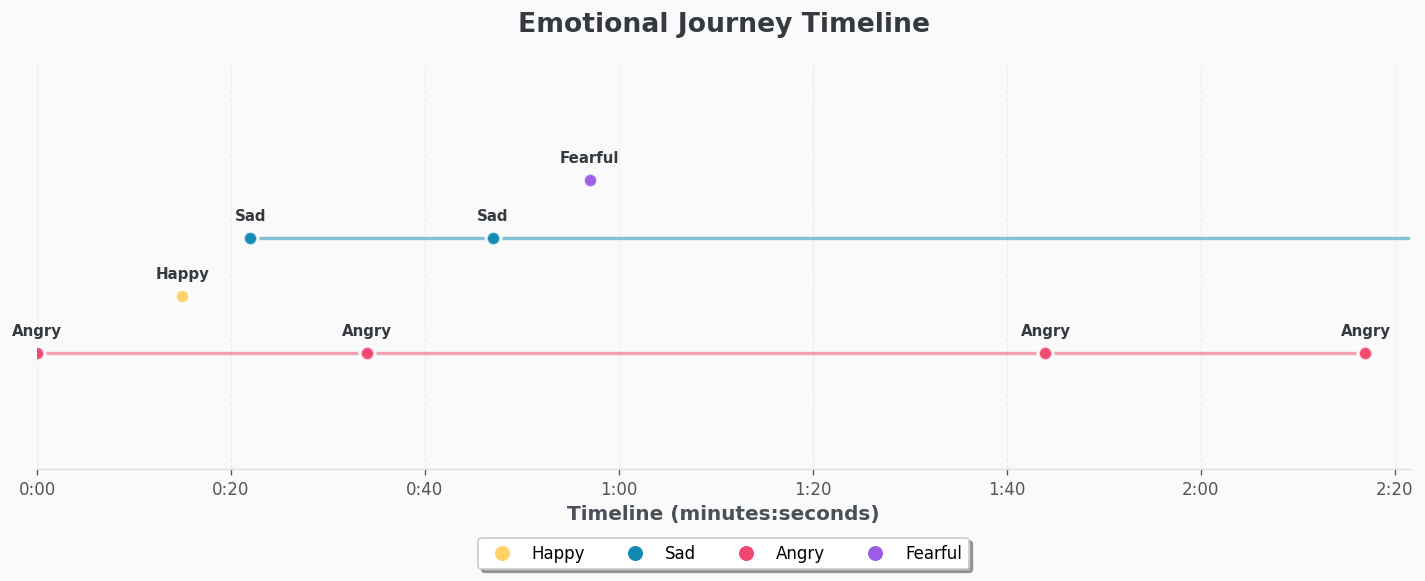 Emotional Journey Timeline
Fearful
Sad Sad
Happy
Angry Angry Angry Angry
0:00 0:20 0:40 1:00 1:20 1:40 2:00 2:20
Timeline (minutes:seconds)
Happy Sad Angry Fearful